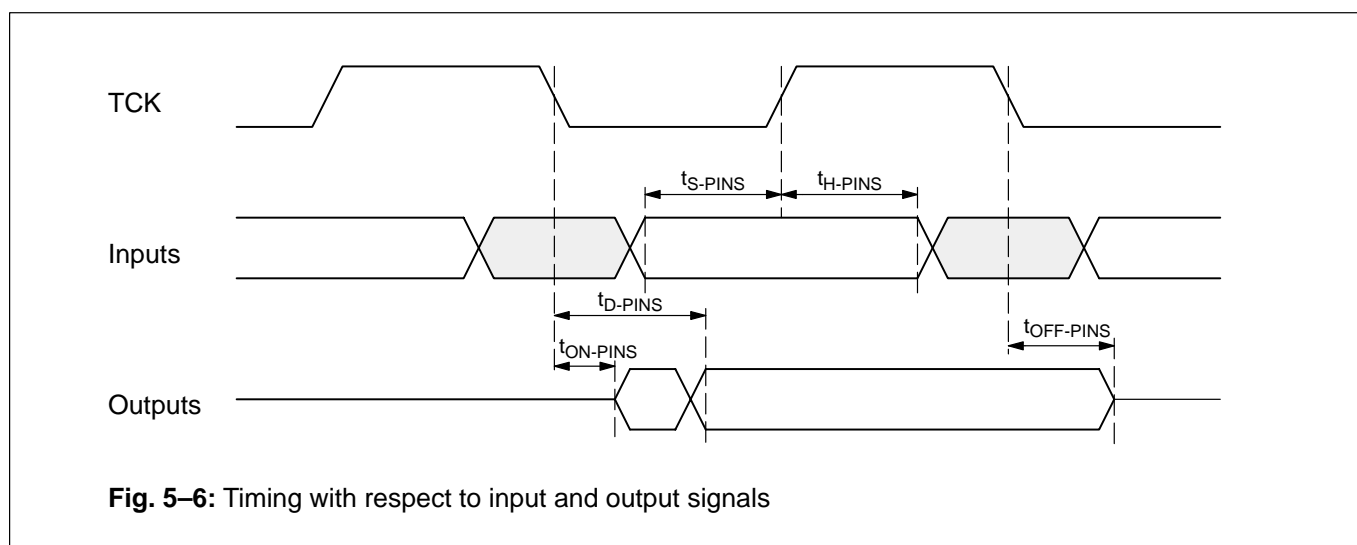 TCK
tS-PINS
tH-PINS
Inputs
tD-PINS
tON-PINS
tOFF-PINS
Outputs
Fig. 5–6: Timing with respect to input and output signals